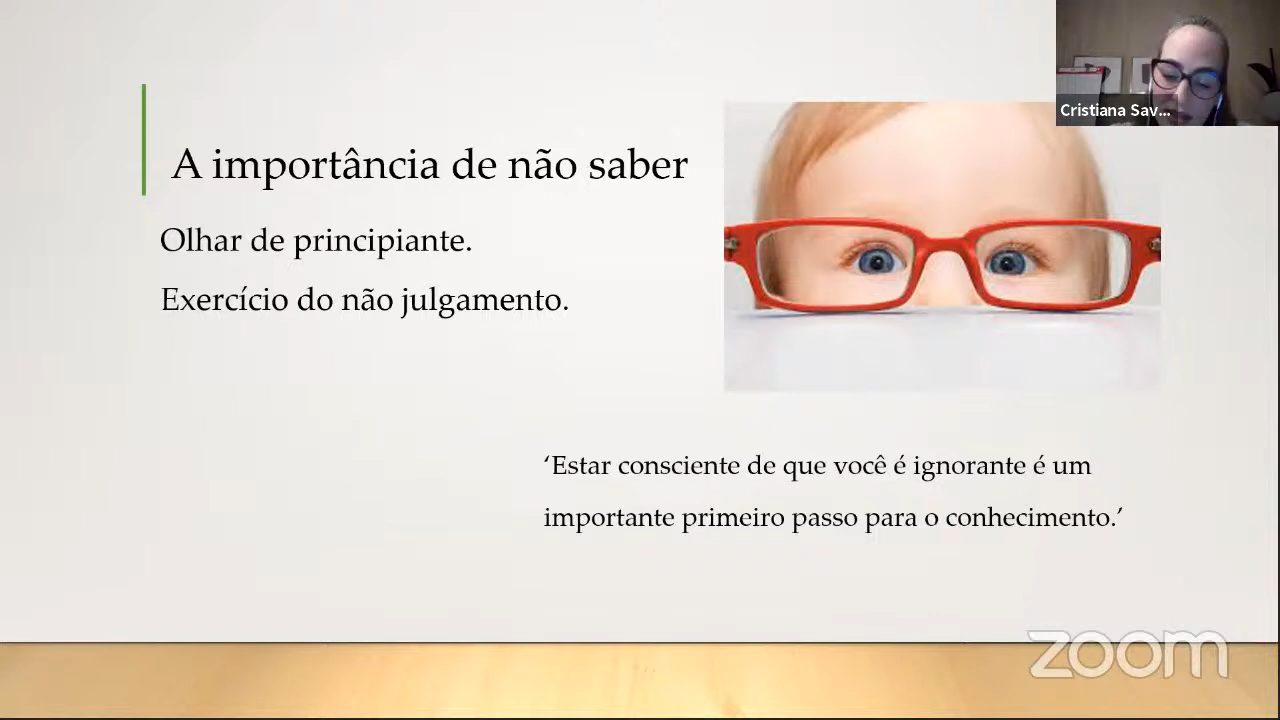 Cristiana Sav...
A importância de não saber
Olhar de principiante.
Exercício do não julgamento.
‘Estar consciente de que você é ignorante é um
importante primeiro passo para o conhecimento.’
zoom